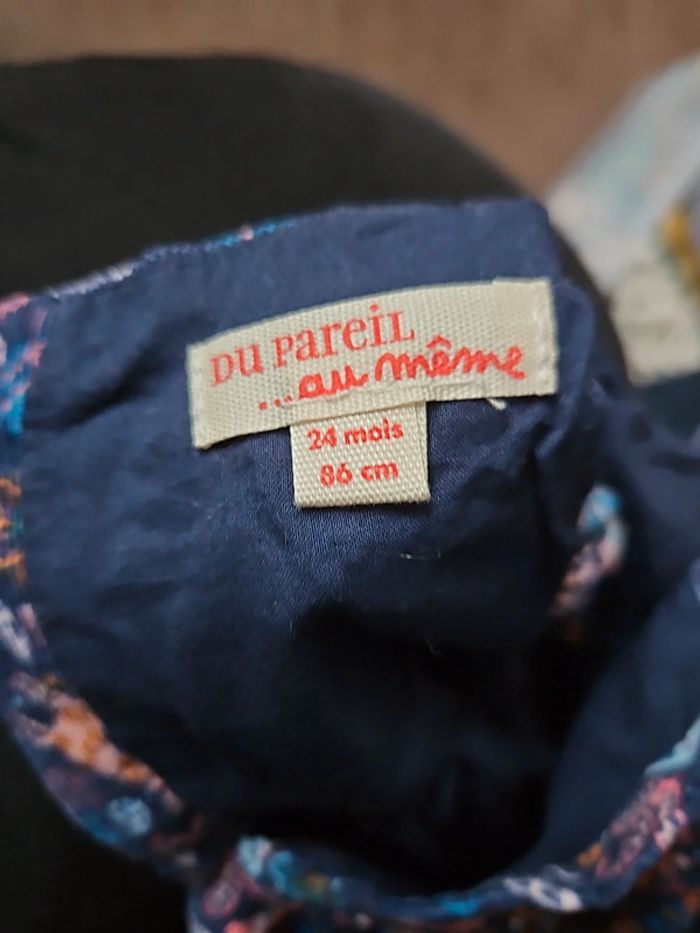 DU PareiL
...au même
24 mois
86 cm